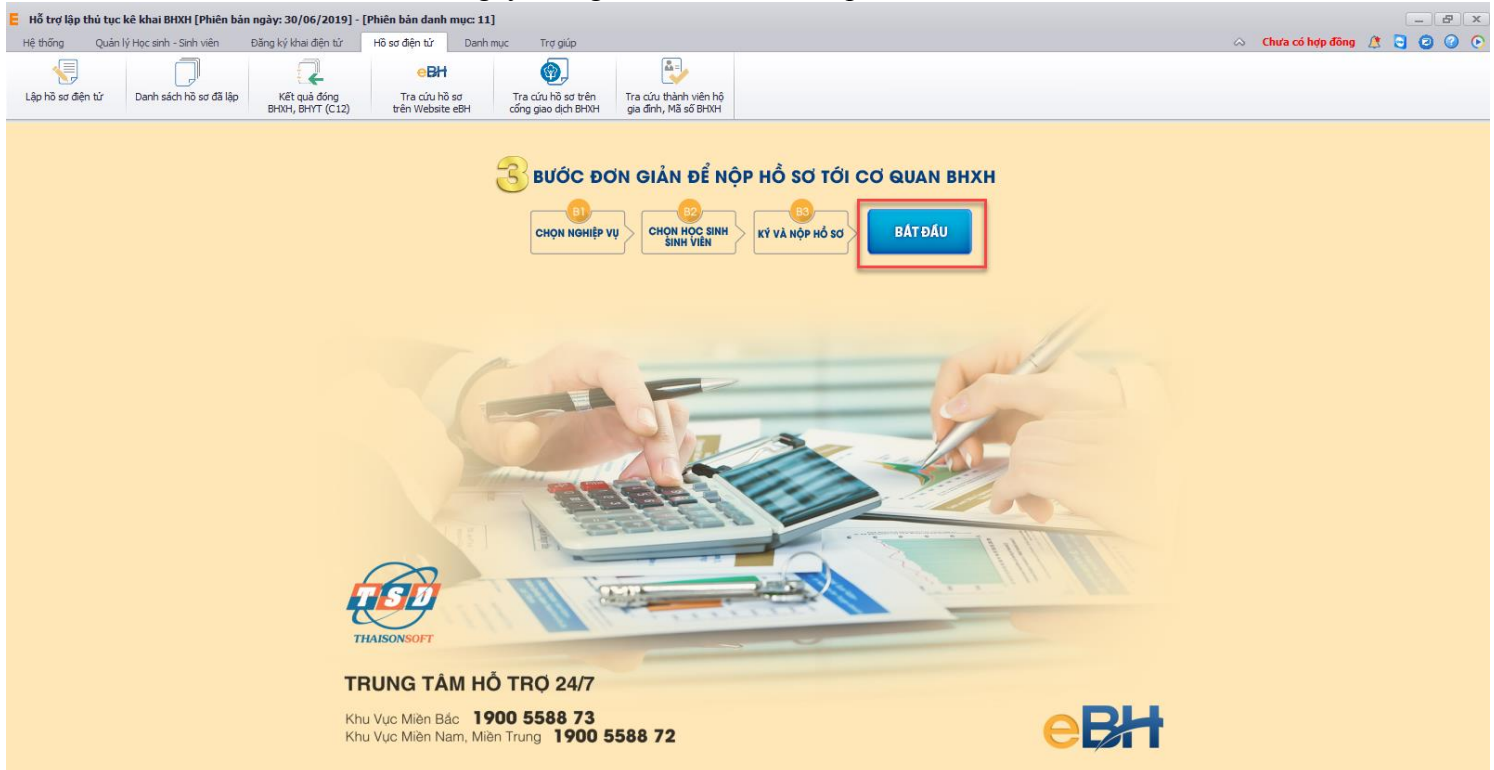 E Hỗ trợ lập thủ tục kê khai BHXH [Phiên bản ngày: 30/06/2019] - [Phiên bản danh mục: 11]
Hệ thống Quản lý Học sinh - Sinh viên Đăng ký khai điện tử Hồ sơ điện tử Danh mục Trợ giúp Chưa có hợp đồng
Lập hồ sơ điện tử Danh sách hồ sơ đã lập Kết quả đóng eBH Tra cứu hồ sơ Tra cứu hồ sơ trên Tra cứu thành viên hộ
BHXH, BHYT (C12) trên Website eBH cổng giao dịch BHXH gia đình, Mã số BHXH
3 BƯỚC ĐƠN GIẢN ĐỂ NỘP HỒ SƠ TỚI CƠ QUAN BHXH
B1 B2 B3
CHỌN NGHIỆP VỤ CHỌN HỌC SINH KÝ VÀ NỘP HỒ SƠ BẮT ĐẦU
SINH VIÊN
TSD
THAISONSOFT
TRUNG TÂM HỖ TRỢ 24/7
Khu Vực Miền Bắc 1900 5588 73
Khu Vực Miền Nam, Miền Trung 1900 5588 72
eBH